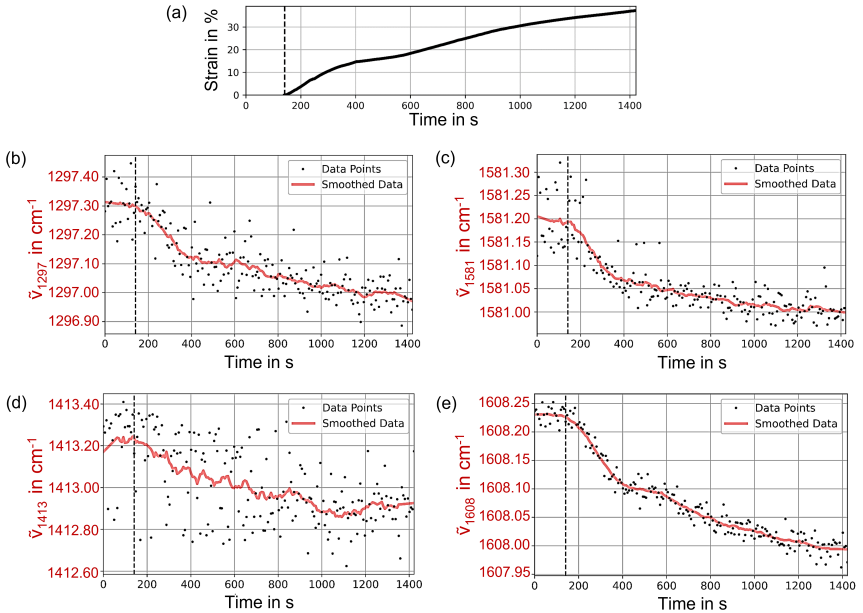 (a)
Strain in %
30
20
10
0
0 200 400 600 800 1000 1200 1400
Time in s
(b)
ṽ1297 in cm-1
1297.40
1297.30
1297.20
1297.10
1297.00
1296.90
Data Points
Smoothed Data
0 200 400 600 800 1000 1200 1400
Time in s
(c)
ṽ1581 in cm-1
1581.30
1581.25
1581.20
1581.15
1581.10
1581.05
1581.00
Data Points
Smoothed Data
0 200 400 600 800 1000 1200 1400
Time in s
(d)
ṽ1413 in cm-1
1413.40
1413.20
1413.00
1412.80
1412.60
Data Points
Smoothed Data
0 200 400 600 800 1000 1200 1400
Time in s
(e)
ṽ1608 in cm-1
1608.25
1608.20
1608.15
1608.10
1608.05
1608.00
1607.95
Data Points
Smoothed Data
0 200 400 600 800 1000 1200 1400
Time in s